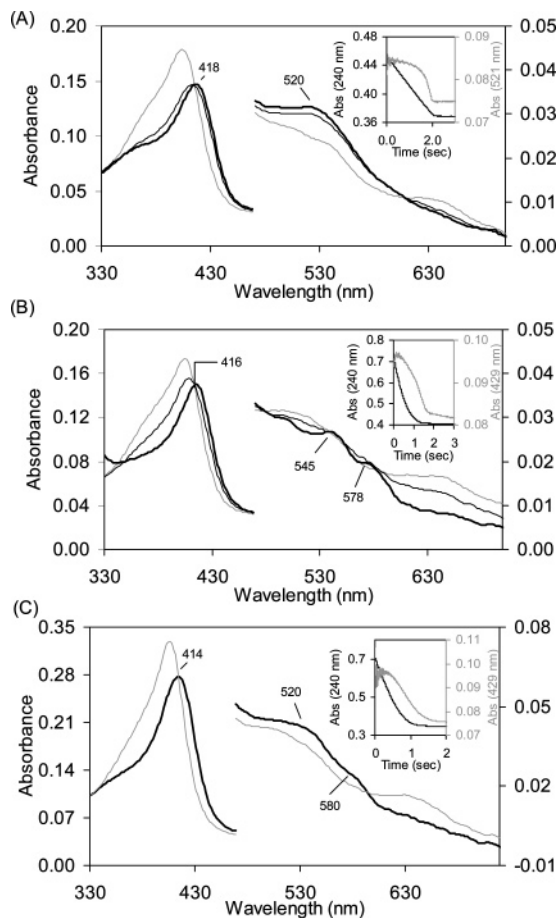 (A)
0.20
0.15
0.10
0.05
0.00
Absorbance
418
520
0.05
0.04
0.03
0.02
0.01
0.00
0.48
0.44
0.40
0.36
Abs (240 nm)
0.09
0.08
0.07
Abs (521 nm)
0.0 2.0
Time (sec)
330 430 530 630
Wavelength (nm)
(B)
0.20
0.16
0.12
0.08
0.04
0.00
Absorbance
416
545
578
0.05
0.04
0.03
0.02
0.01
0.00
0.8
0.7
0.6
0.5
0.4
Abs (240 nm)
0.10
0.09
0.08
Abs (429 nm)
0 1 2 3
Time (sec)
330 430 530 630
Wavelength (nm)
(C)
0.35
0.28
0.21
0.14
0.07
0.00
Absorbance
414
520
580
0.08
0.05
0.02
-0.01
0.7
0.5
0.3
Abs (240 nm)
0.11
0.10
0.09
0.08
0.07
Abs (429 nm)
0 1 2
Time (sec)
330 430 530 630
Wavelength (nm)